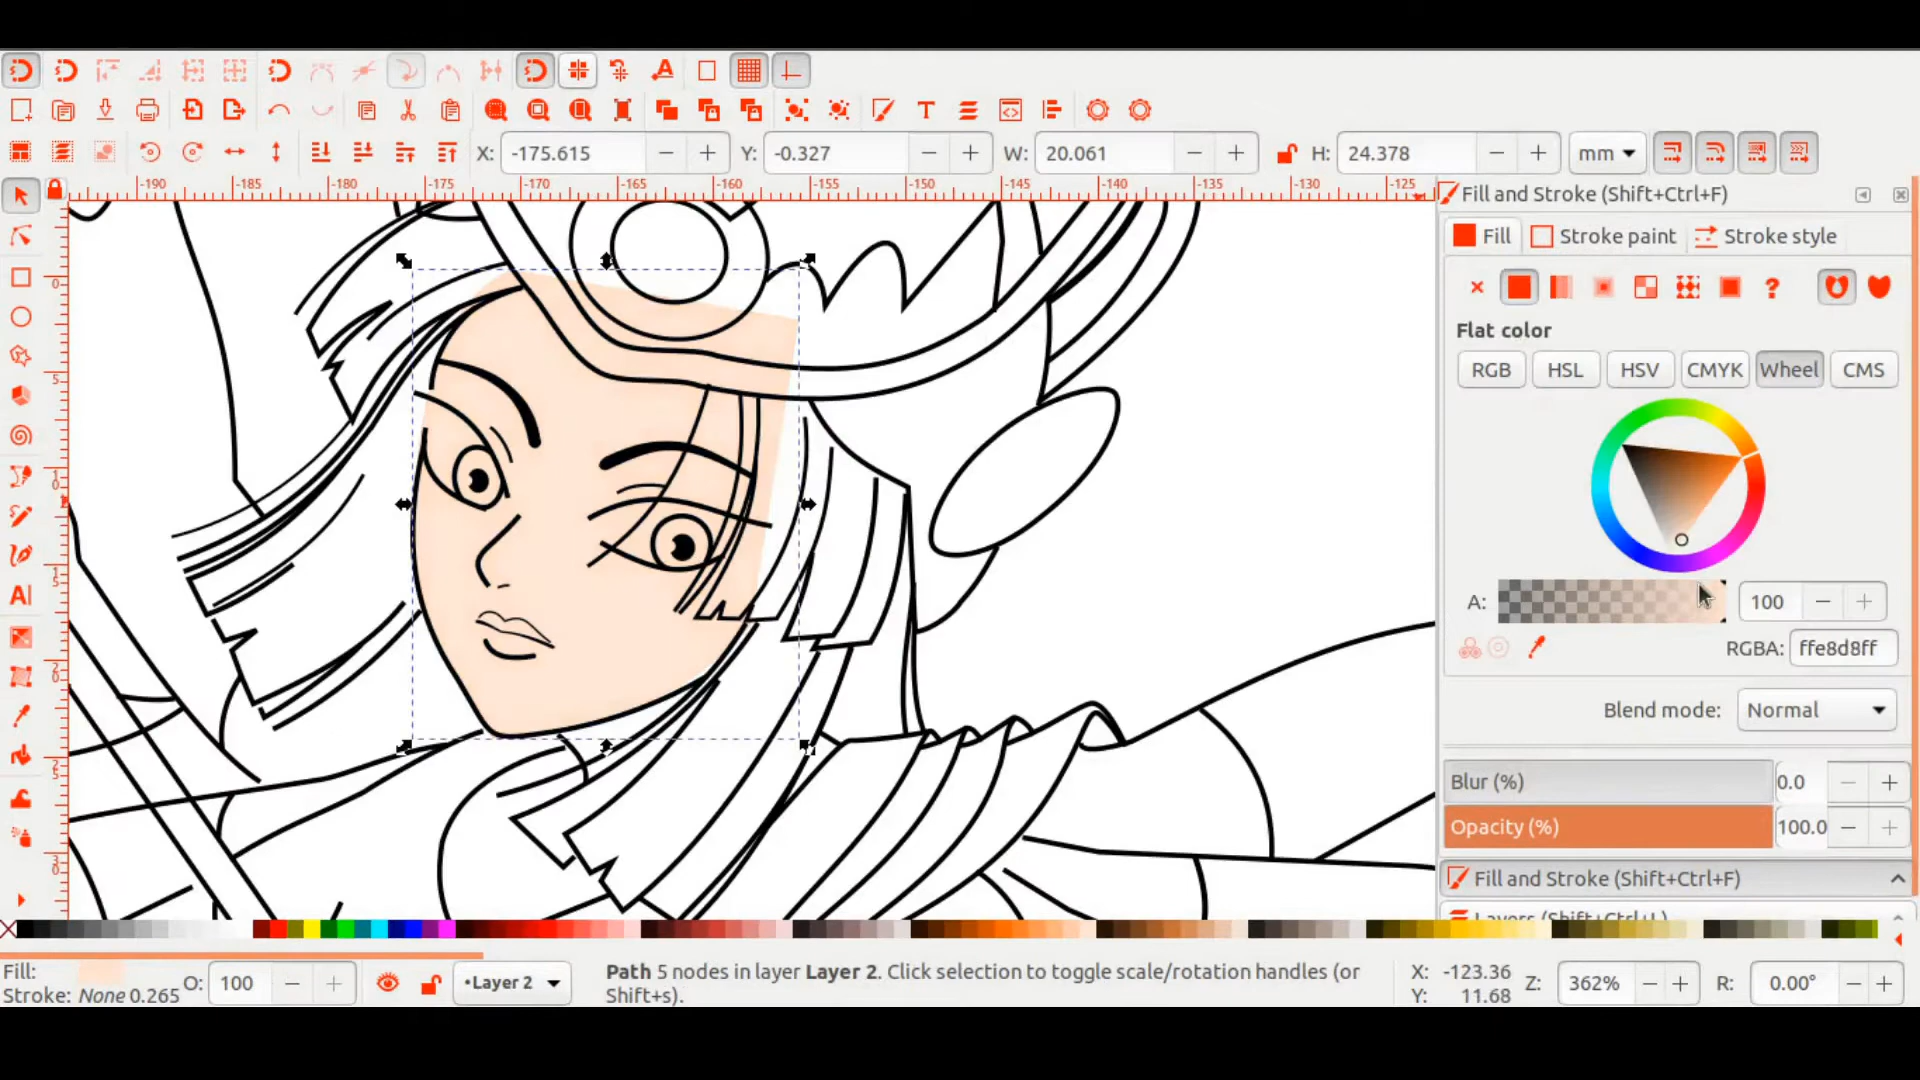 X: -175.615 Y: -0.327 W: 20.061 H: 24.378 mm
-190 -185 -180 -175 -170 -165 -160 -155 -150 -145 -140 -135 -130 -125
Fill and Stroke (Shift+Ctrl+F)
Fill Stroke paint Stroke style
Flat color
RGB HSL HSV CMYK Wheel CMS
A: 100
RGBA: ffe8d8ff
Blend mode: Normal
Blur (%) 0.0
Opacity (%) 100.0
Fill and Stroke (Shift+Ctrl+F)
Layers (Shift+Ctrl+L)
Fill:
Stroke: None 0.265
O: 100
•Layer 2
Path 5 nodes in layer Layer 2. Click selection to toggle scale/rotation handles (or
Shift+s).
X: -123.36
Y: 11.68
Z: 362%
R: 0.00°